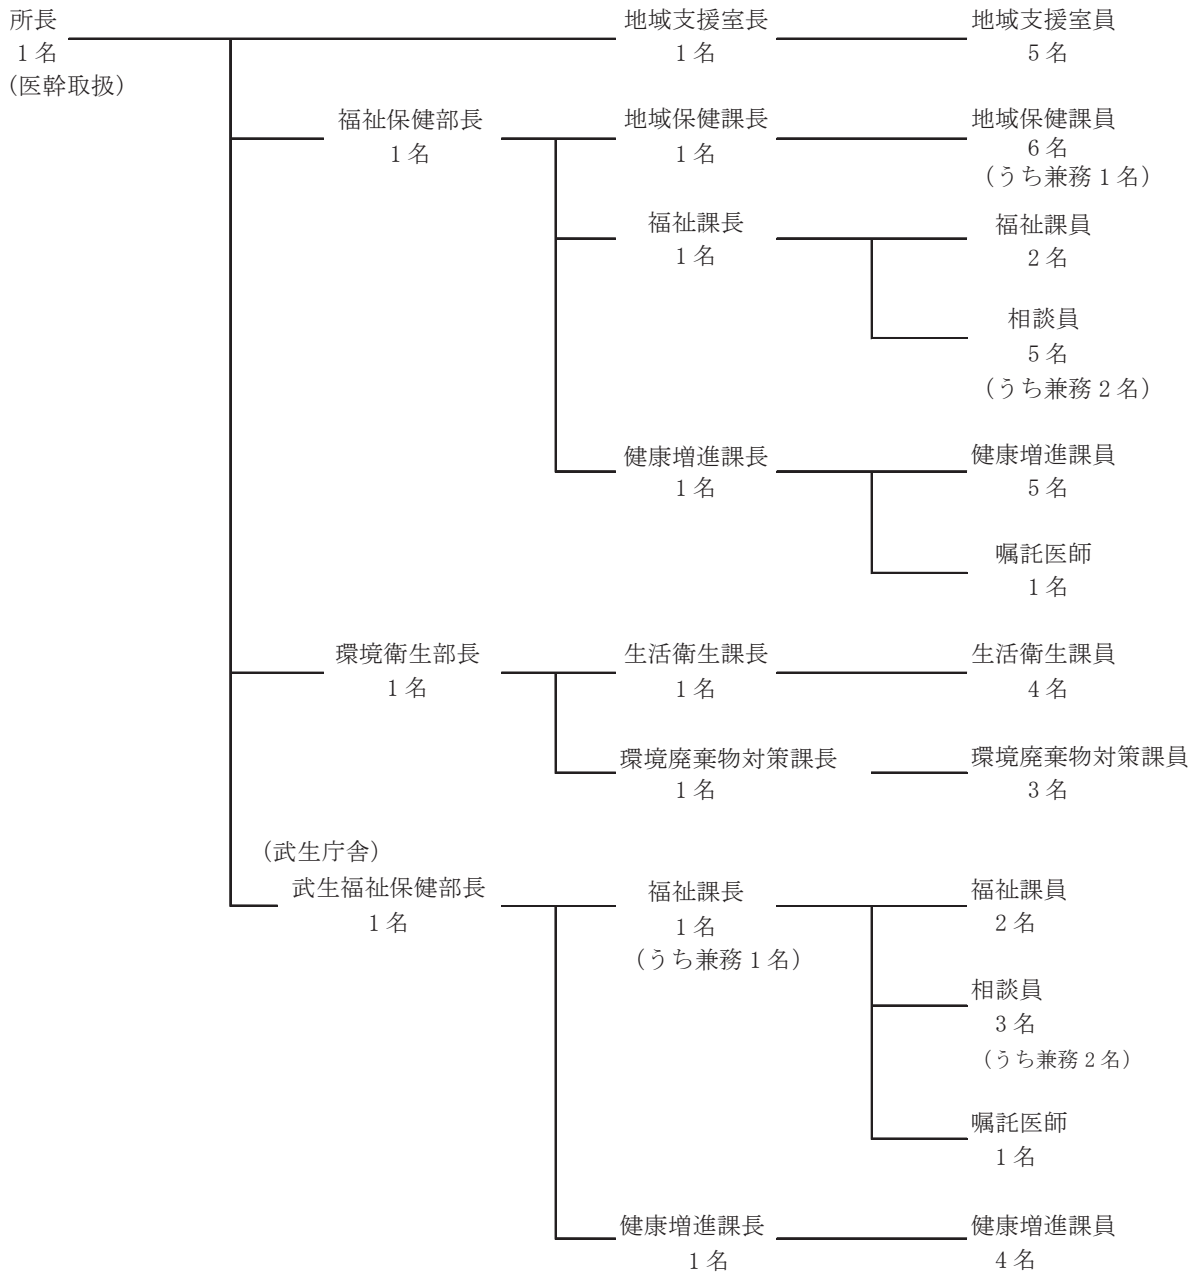 所長
1名
(医幹取扱)
地域支援室長
1名
地域支援室員
5名
福祉保健部長
1名
地域保健課長
1名
地域保健課員
6名
(うち兼務1名)
福祉課長
1名
福祉課員
2名
相談員
5名
(うち兼務2名)
健康増進課長
1名
健康増進課員
5名
嘱託医師
1名
環境衛生部長
1名
生活衛生課長
1名
生活衛生課員
4名
環境廃棄物対策課長
1名
環境廃棄物対策課員
3名
(武生庁舎)
武生福祉保健部長
1名
福祉課長
1名
(うち兼務1名)
福祉課員
2名
相談員
3名
(うち兼務2名)
嘱託医師
1名
健康増進課長
1名
健康増進課員
4名